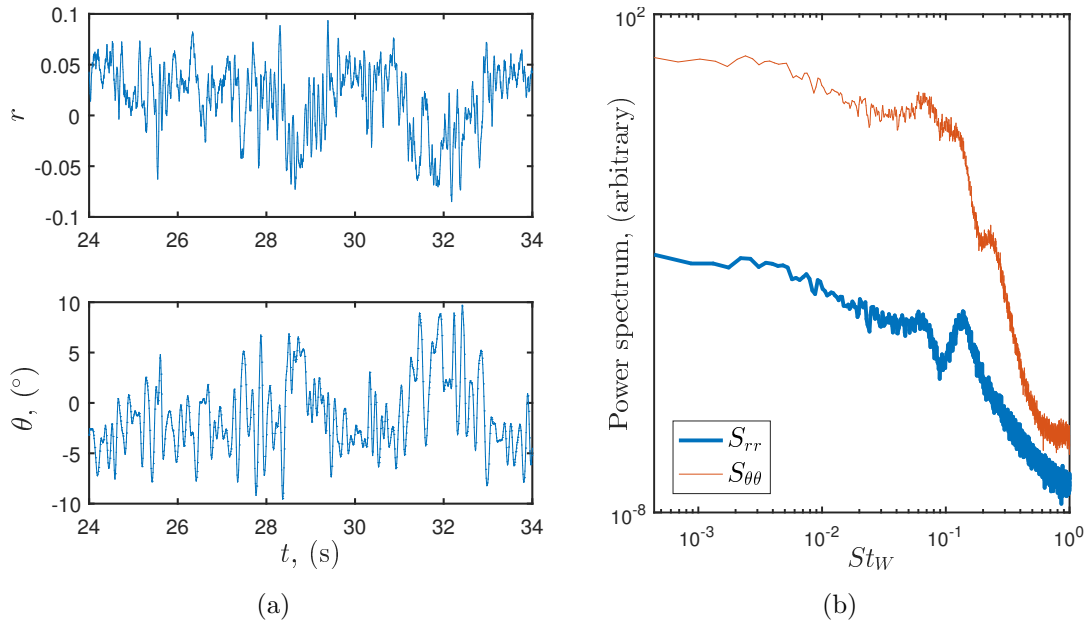 0.1
0.05
0
-0.05
-0.1
r
24 26 28 30 32 34
10
5
0
-5
-10
θ, (°)
24 26 28 30 32 34
t, (s)
(a)
10^2
10^-8
Power spectrum, (arbitrary)
S_rr
S_θθ
10^-3 10^-2 10^-1 10^0
St_W
(b)